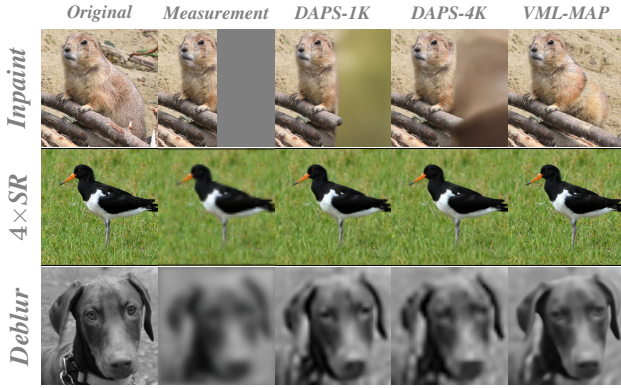 Original Measurement DAPS-1K DAPS-4K VML-MAP
Inpaint
4×SR
Deblur